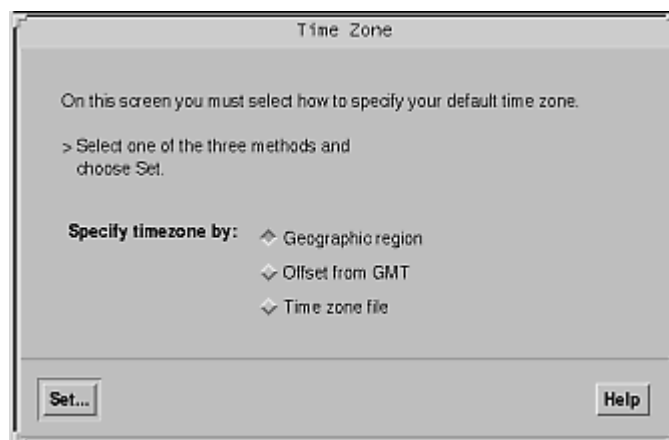 Time Zone
On this screen you must select how to specify your default time zone.
> Select one of the three methods and
choose Set.
Specify timezone by:
Geographic region
Offset from GMT
Time zone file
Set...
Help